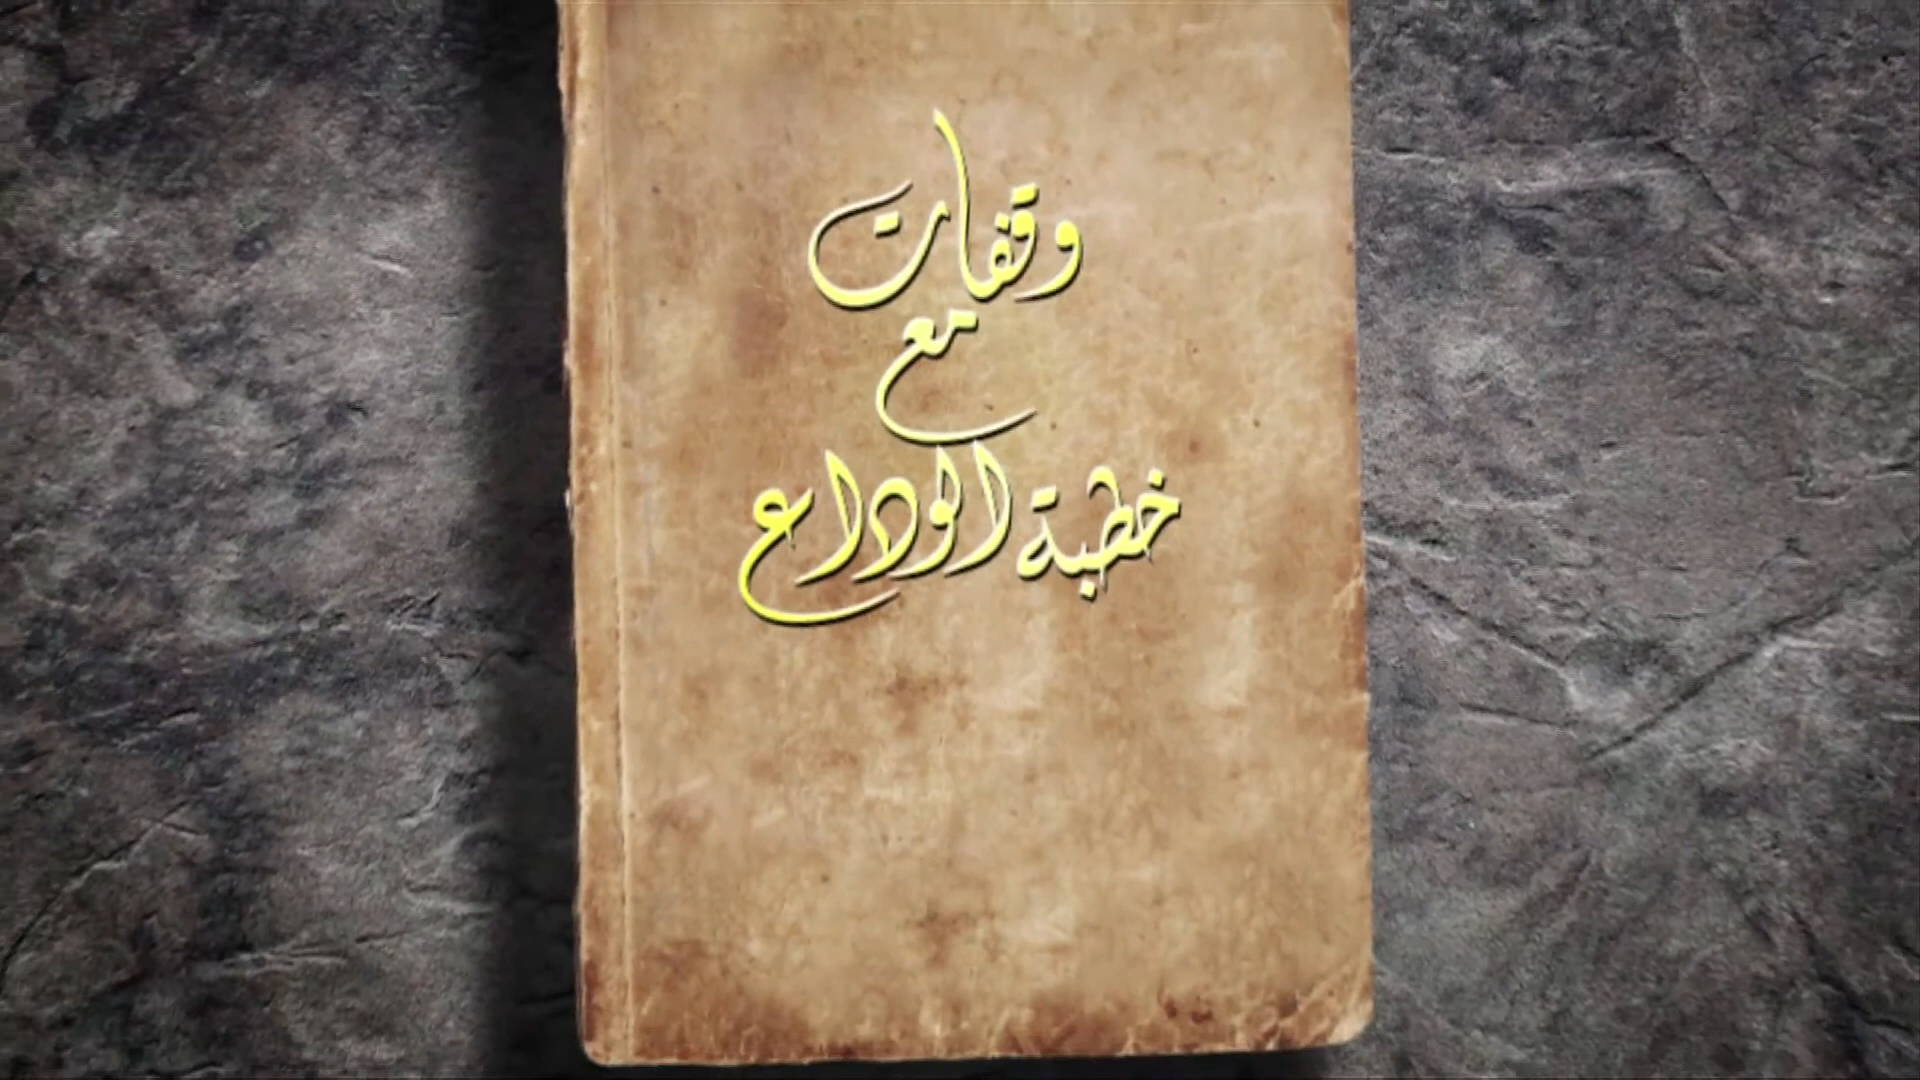 وقفات
مع
خطبة الوداع